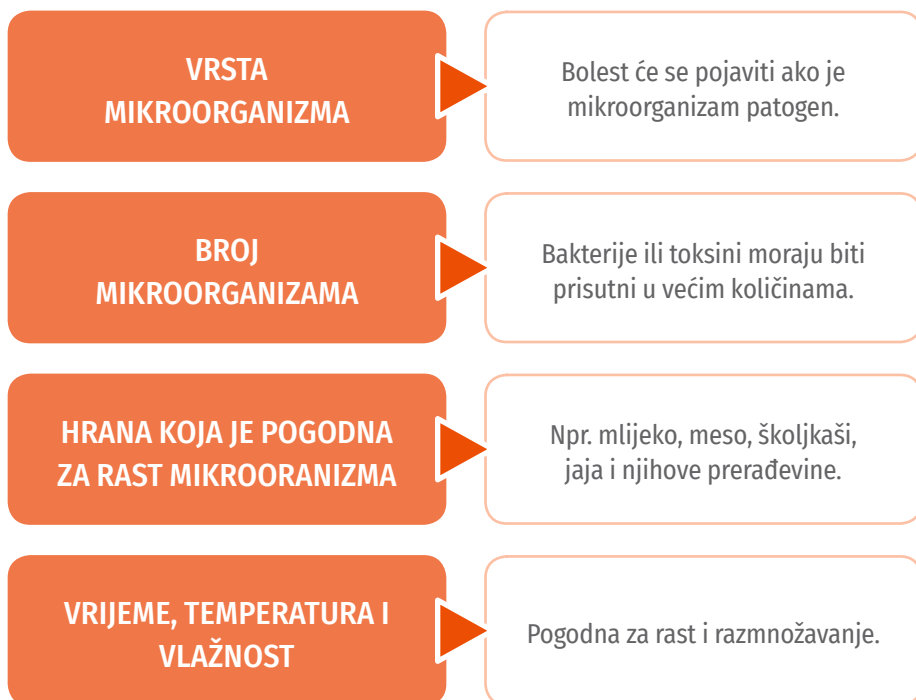 VRSTA
MIKROORGANIZMA
Bolest će se pojaviti ako je
mikroorganizam patogen.
BROJ
MIKROORGANIZAMA
Bakterije ili toksini moraju biti
prisutni u većim količinama.
HRANA KOJA JE POGODNA
ZA RAST MIKROORANIZMA
Npr. mlijeko, meso, školjkaši,
jaja i njihove prerađevine.
VRIJEME, TEMPERATURA I
VLAŽNOST
Pogodna za rast i razmnožavanje.